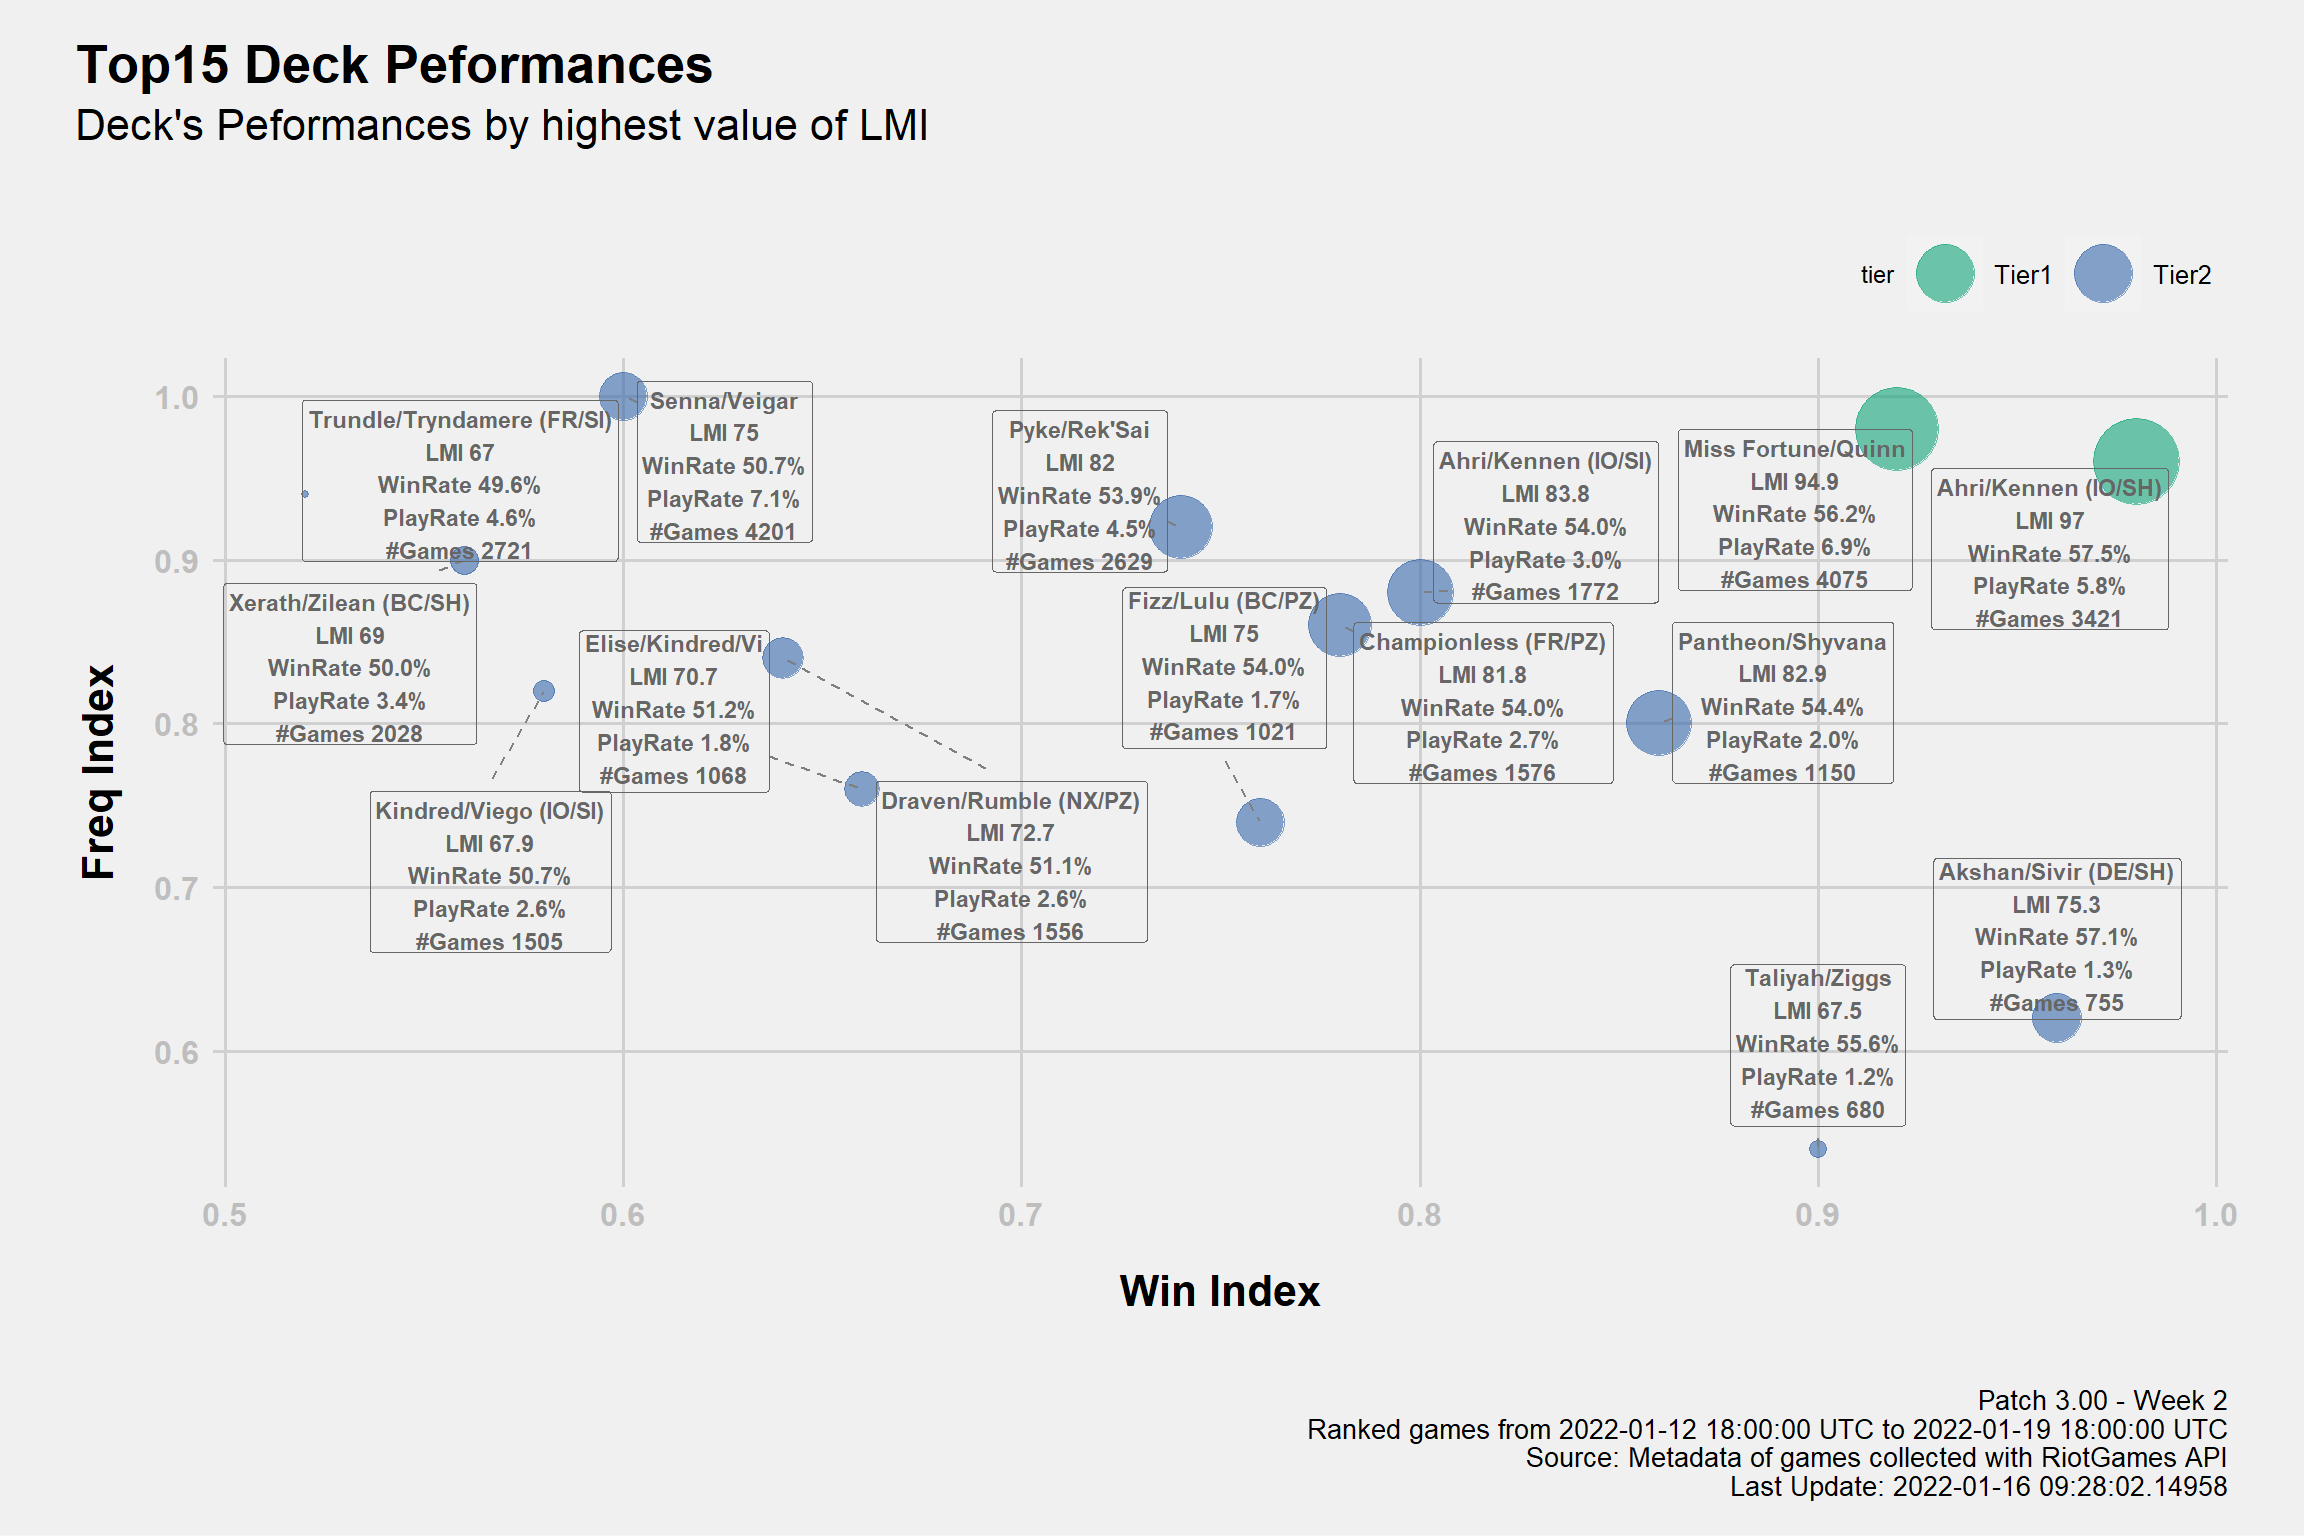 Top15 Deck Peformances
Deck's Peformances by highest value of LMI
tier
Tier1
Tier2
Freq Index
1.0
0.9
0.8
0.7
0.6
Trundle/Tryndamere (FR/SI)
LMI 67
WinRate 49.6%
PlayRate 4.6%
#Games 2721
Senna/Veigar
LMI 75
WinRate 50.7%
PlayRate 7.1%
#Games 4201
Pyke/Rek'Sai
LMI 82
WinRate 53.9%
PlayRate 4.5%
#Games 2629
Ahri/Kennen (IO/SI)
LMI 83.8
WinRate 54.0%
PlayRate 3.0%
#Games 1772
Miss Fortune/Quinn
LMI 94.9
WinRate 56.2%
PlayRate 6.9%
#Games 4075
Ahri/Kennen (IO/SH)
LMI 97
WinRate 57.5%
PlayRate 5.8%
#Games 3421
Xerath/Zilean (BC/SH)
LMI 69
WinRate 50.0%
PlayRate 3.4%
#Games 2028
Elise/Kindred/Vi
LMI 70.7
WinRate 51.2%
PlayRate 1.8%
#Games 1068
Fizz/Lulu (BC/PZ)
LMI 75
WinRate 54.0%
PlayRate 1.7%
#Games 1021
Championless (FR/PZ)
LMI 81.8
WinRate 54.0%
PlayRate 2.7%
#Games 1576
Pantheon/Shyvana
LMI 82.9
WinRate 54.4%
PlayRate 2.0%
#Games 1150
Kindred/Viego (IO/SI)
LMI 67.9
WinRate 50.7%
PlayRate 2.6%
#Games 1505
Draven/Rumble (NX/PZ)
LMI 72.7
WinRate 51.1%
PlayRate 2.6%
#Games 1556
Akshan/Sivir (DE/SH)
LMI 75.3
WinRate 57.1%
PlayRate 1.3%
#Games 755
Taliyah/Ziggs
LMI 67.5
WinRate 55.6%
PlayRate 1.2%
#Games 680
0.5
0.6
0.7
0.8
0.9
1.0
Win Index
Patch 3.00 - Week 2
Ranked games from 2022-01-12 18:00:00 UTC to 2022-01-19 18:00:00 UTC
Source: Metadata of games collected with RiotGames API
Last Update: 2022-01-16 09:28:02.14958